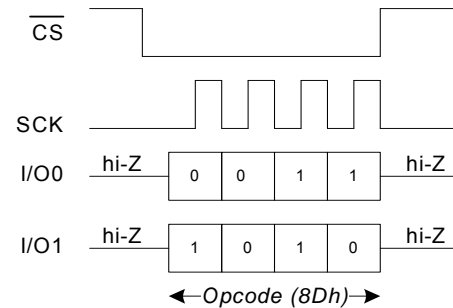 CS
SCK
hi-Z hi-Z
I/O0 0 0 1 1
hi-Z hi-Z
I/O1 1 0 1 0
Opcode (8Dh)